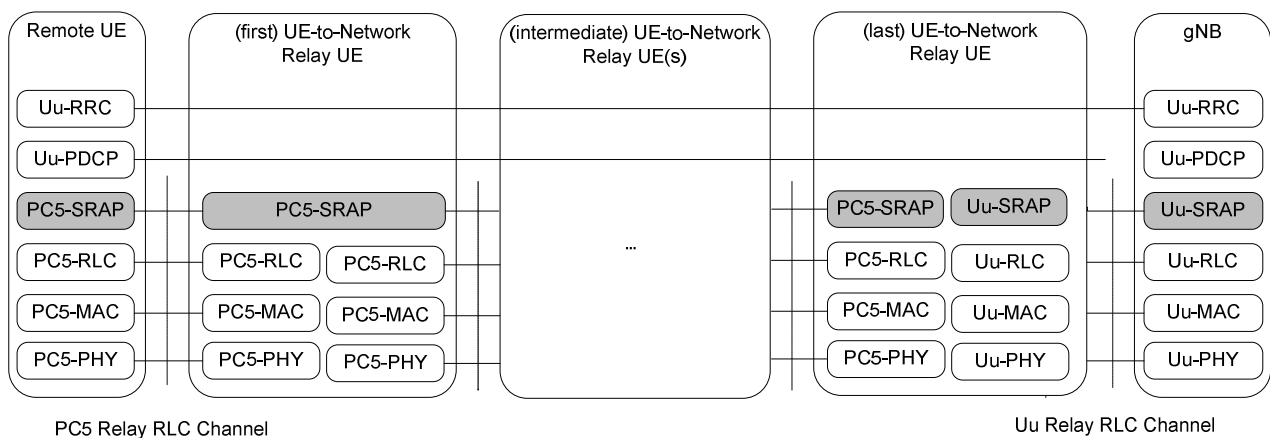 Remote UE
(first) UE-to-Network
Relay UE
(intermediate) UE-to-Network
Relay UE(s)
(last) UE-to-Network
Relay UE
gNB
Uu-RRC
Uu-RRC
Uu-PDCP
Uu-PDCP
PC5-SRAP
PC5-SRAP
PC5-SRAP
Uu-SRAP
Uu-SRAP
PC5-RLC
PC5-RLC
PC5-RLC
...
PC5-RLC
Uu-RLC
Uu-RLC
PC5-MAC
PC5-MAC
PC5-MAC
PC5-MAC
Uu-MAC
Uu-MAC
PC5-PHY
PC5-PHY
PC5-PHY
PC5-PHY
Uu-PHY
Uu-PHY
PC5 Relay RLC Channel
Uu Relay RLC Channel